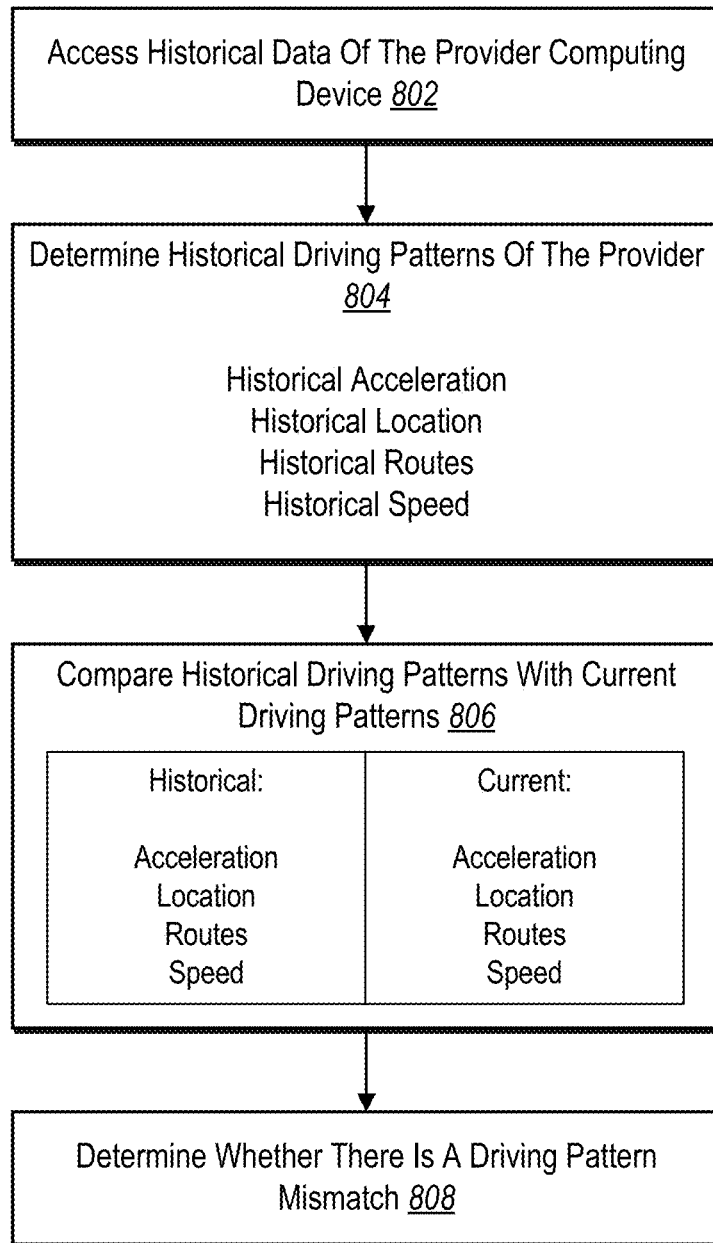 Access Historical Data Of The Provider Computing
Device 802
Determine Historical Driving Patterns Of The Provider
804
Historical Acceleration
Historical Location
Historical Routes
Historical Speed
Compare Historical Driving Patterns With Current
Driving Patterns 806
Historical:
Acceleration
Location
Routes
Speed
Current:
Acceleration
Location
Routes
Speed
Determine Whether There Is A Driving Pattern
Mismatch 808